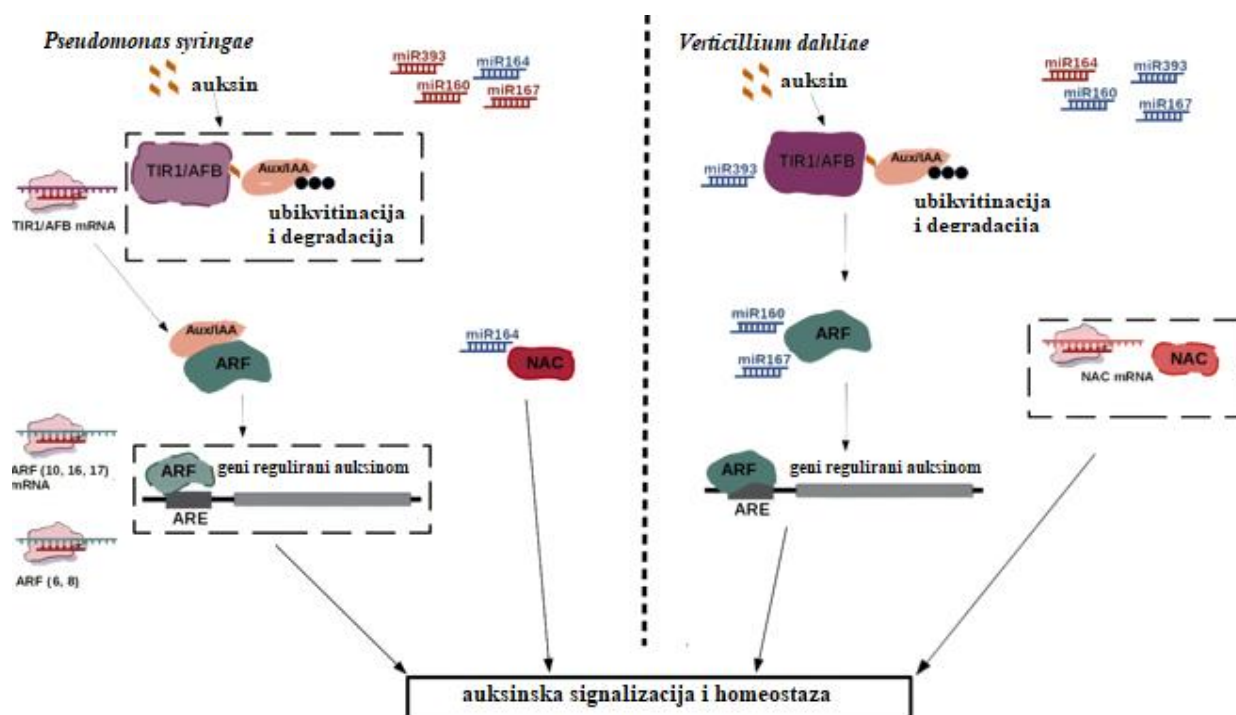 Pseudomonas syringae
auksin
miR393
miR164
miR160
miR167
TIR1/AFB
Aux/IAA
ubikvitinacija
i degradacija
TIR1/AFB mRNA
Aux/IAA
ARF
miR164
NAC
ARF (10, 16, 17)
mRNA
ARF
geni regulirani auksinom
ARE
ARF (6, 8)
Verticillium dahliae
auksin
miR164
miR393
miR160
miR167
miR393
TIR1/AFB
Aux/IAA
ubikvitinacija
i degradacija
miR160
ARF
miR167
NAC mRNA
NAC
ARF
geni regulirani auksinom
ARE
auksinska signalizacija i homeostaza